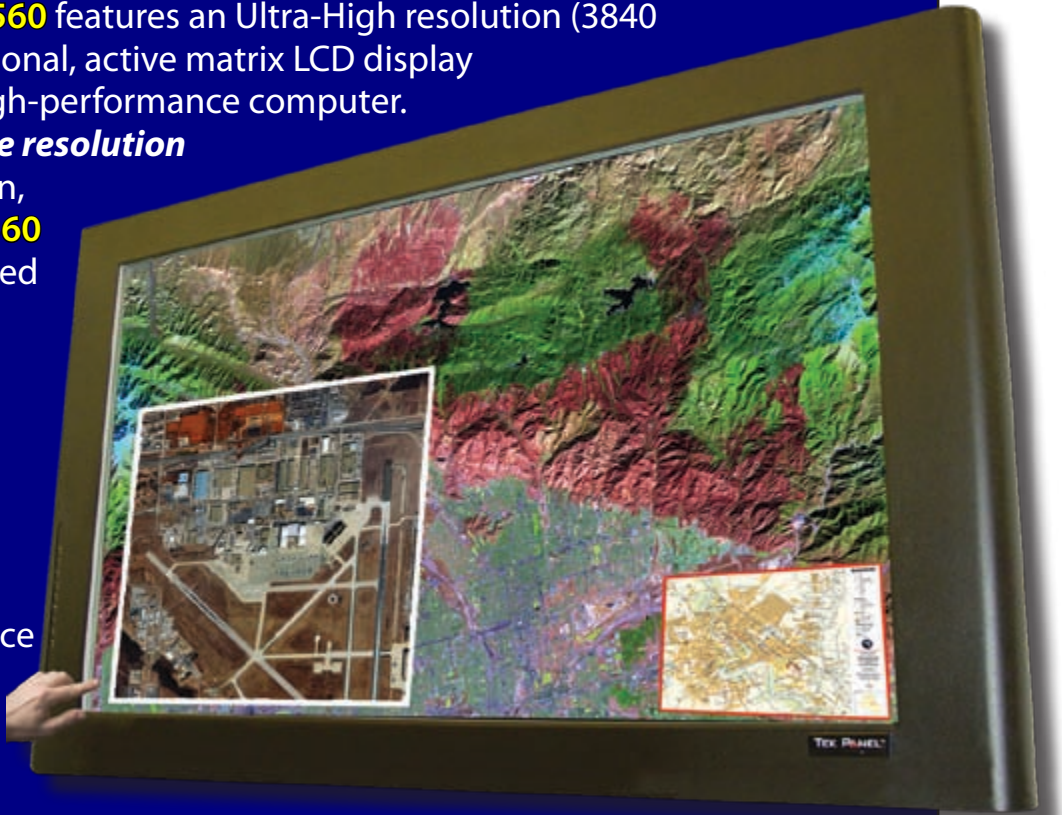 560 features an Ultra-High resolution (3840
onal, active matrix LCD display
gh-performance computer.
e resolution
n,
60
ed
ce
TEK PANEL